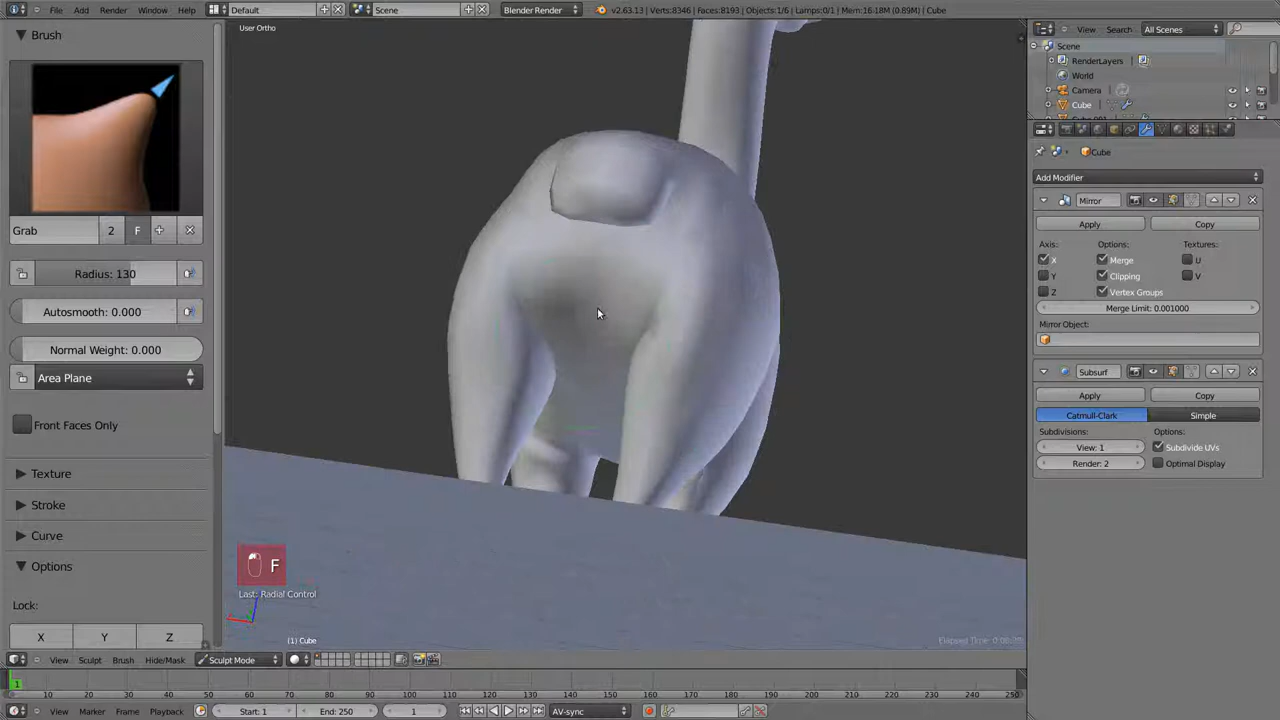 File Add Render Window Help Default Scene Blender Render v2.63.13 | Verts:8346 | Faces:8193 | Objects:1/6 | Lamps:0/1 | Mem:16.18M (0.89M) | Cube
Brush
Grab 2 F
Radius: 130
Autosmooth: 0.000
Normal Weight: 0.000
Area Plane
Front Faces Only
Texture
Stroke
Curve
Options
Lock:
X Y Z
User Ortho
F
Last: Radial Control
(1) Cube
View Sculpt Brush Hide/Mask Sculpt Mode
1
0 10 20 30 40 50 60 70 80 90 100 110 120 130 140 150 160 170 180 190 200 210 220 230 240 250
View Marker Frame Playback Start: 1 End: 250 1 AV-sync
View Search All Scenes
Scene
RenderLayers
World
Camera
Cube
Cube
Add Modifier
Mirror
Apply Copy
Axis: Options: Textures:
X Merge U
Y Clipping V
Z Vertex Groups
Merge Limit: 0.001000
Mirror Object:
Subsurf
Apply Copy
Catmull-Clark Simple
Subdivisions: Options:
View: 1 Subdivide UVs
Render: 2 Optimal Display